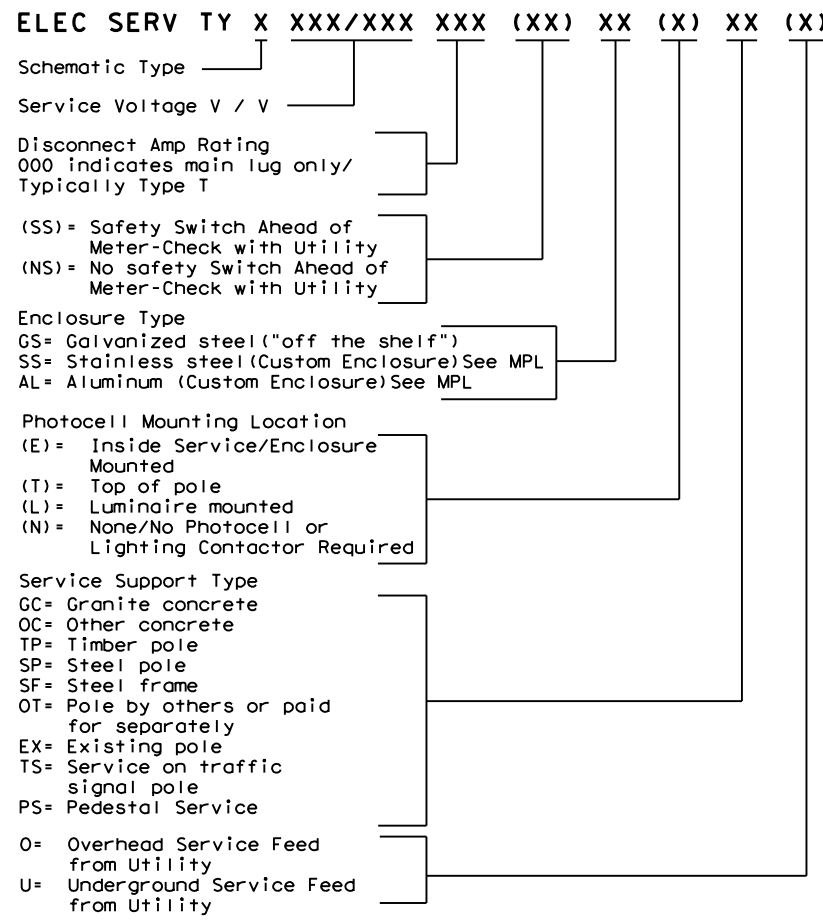 ELEC SERV TY X XXX/XXX XXX (XX) XX (X) XX (X)
Schematic Type
Service Voltage V / V
Disconnect Amp Rating
000 indicates main lug only/
Typically Type T
(SS)= Safety Switch Ahead of
Meter-Check with Utility
(NS)= No safety Switch Ahead of
Meter-Check with Utility
Enclosure Type
GS= Galvanized steel("off the shelf")
SS= Stainless steel(Custom Enclosure)See MPL
AL= Aluminum (Custom Enclosure)See MPL
Photocell Mounting Location
(E)= Inside Service/Enclosure
Mounted
(T)= Top of pole
(L)= Luminaire mounted
(N)= None/No Photocell or
Lighting Contactor Required
Service Support Type
GC= Granite concrete
OC= Other concrete
TP= Timber pole
SP= Steel pole
SF= Steel frame
OT= Pole by others or paid
for separately
EX= Existing pole
TS= Service on traffic
signal pole
PS= Pedestal Service
O= Overhead Service Feed
from Utility
U= Underground Service Feed
from Utility